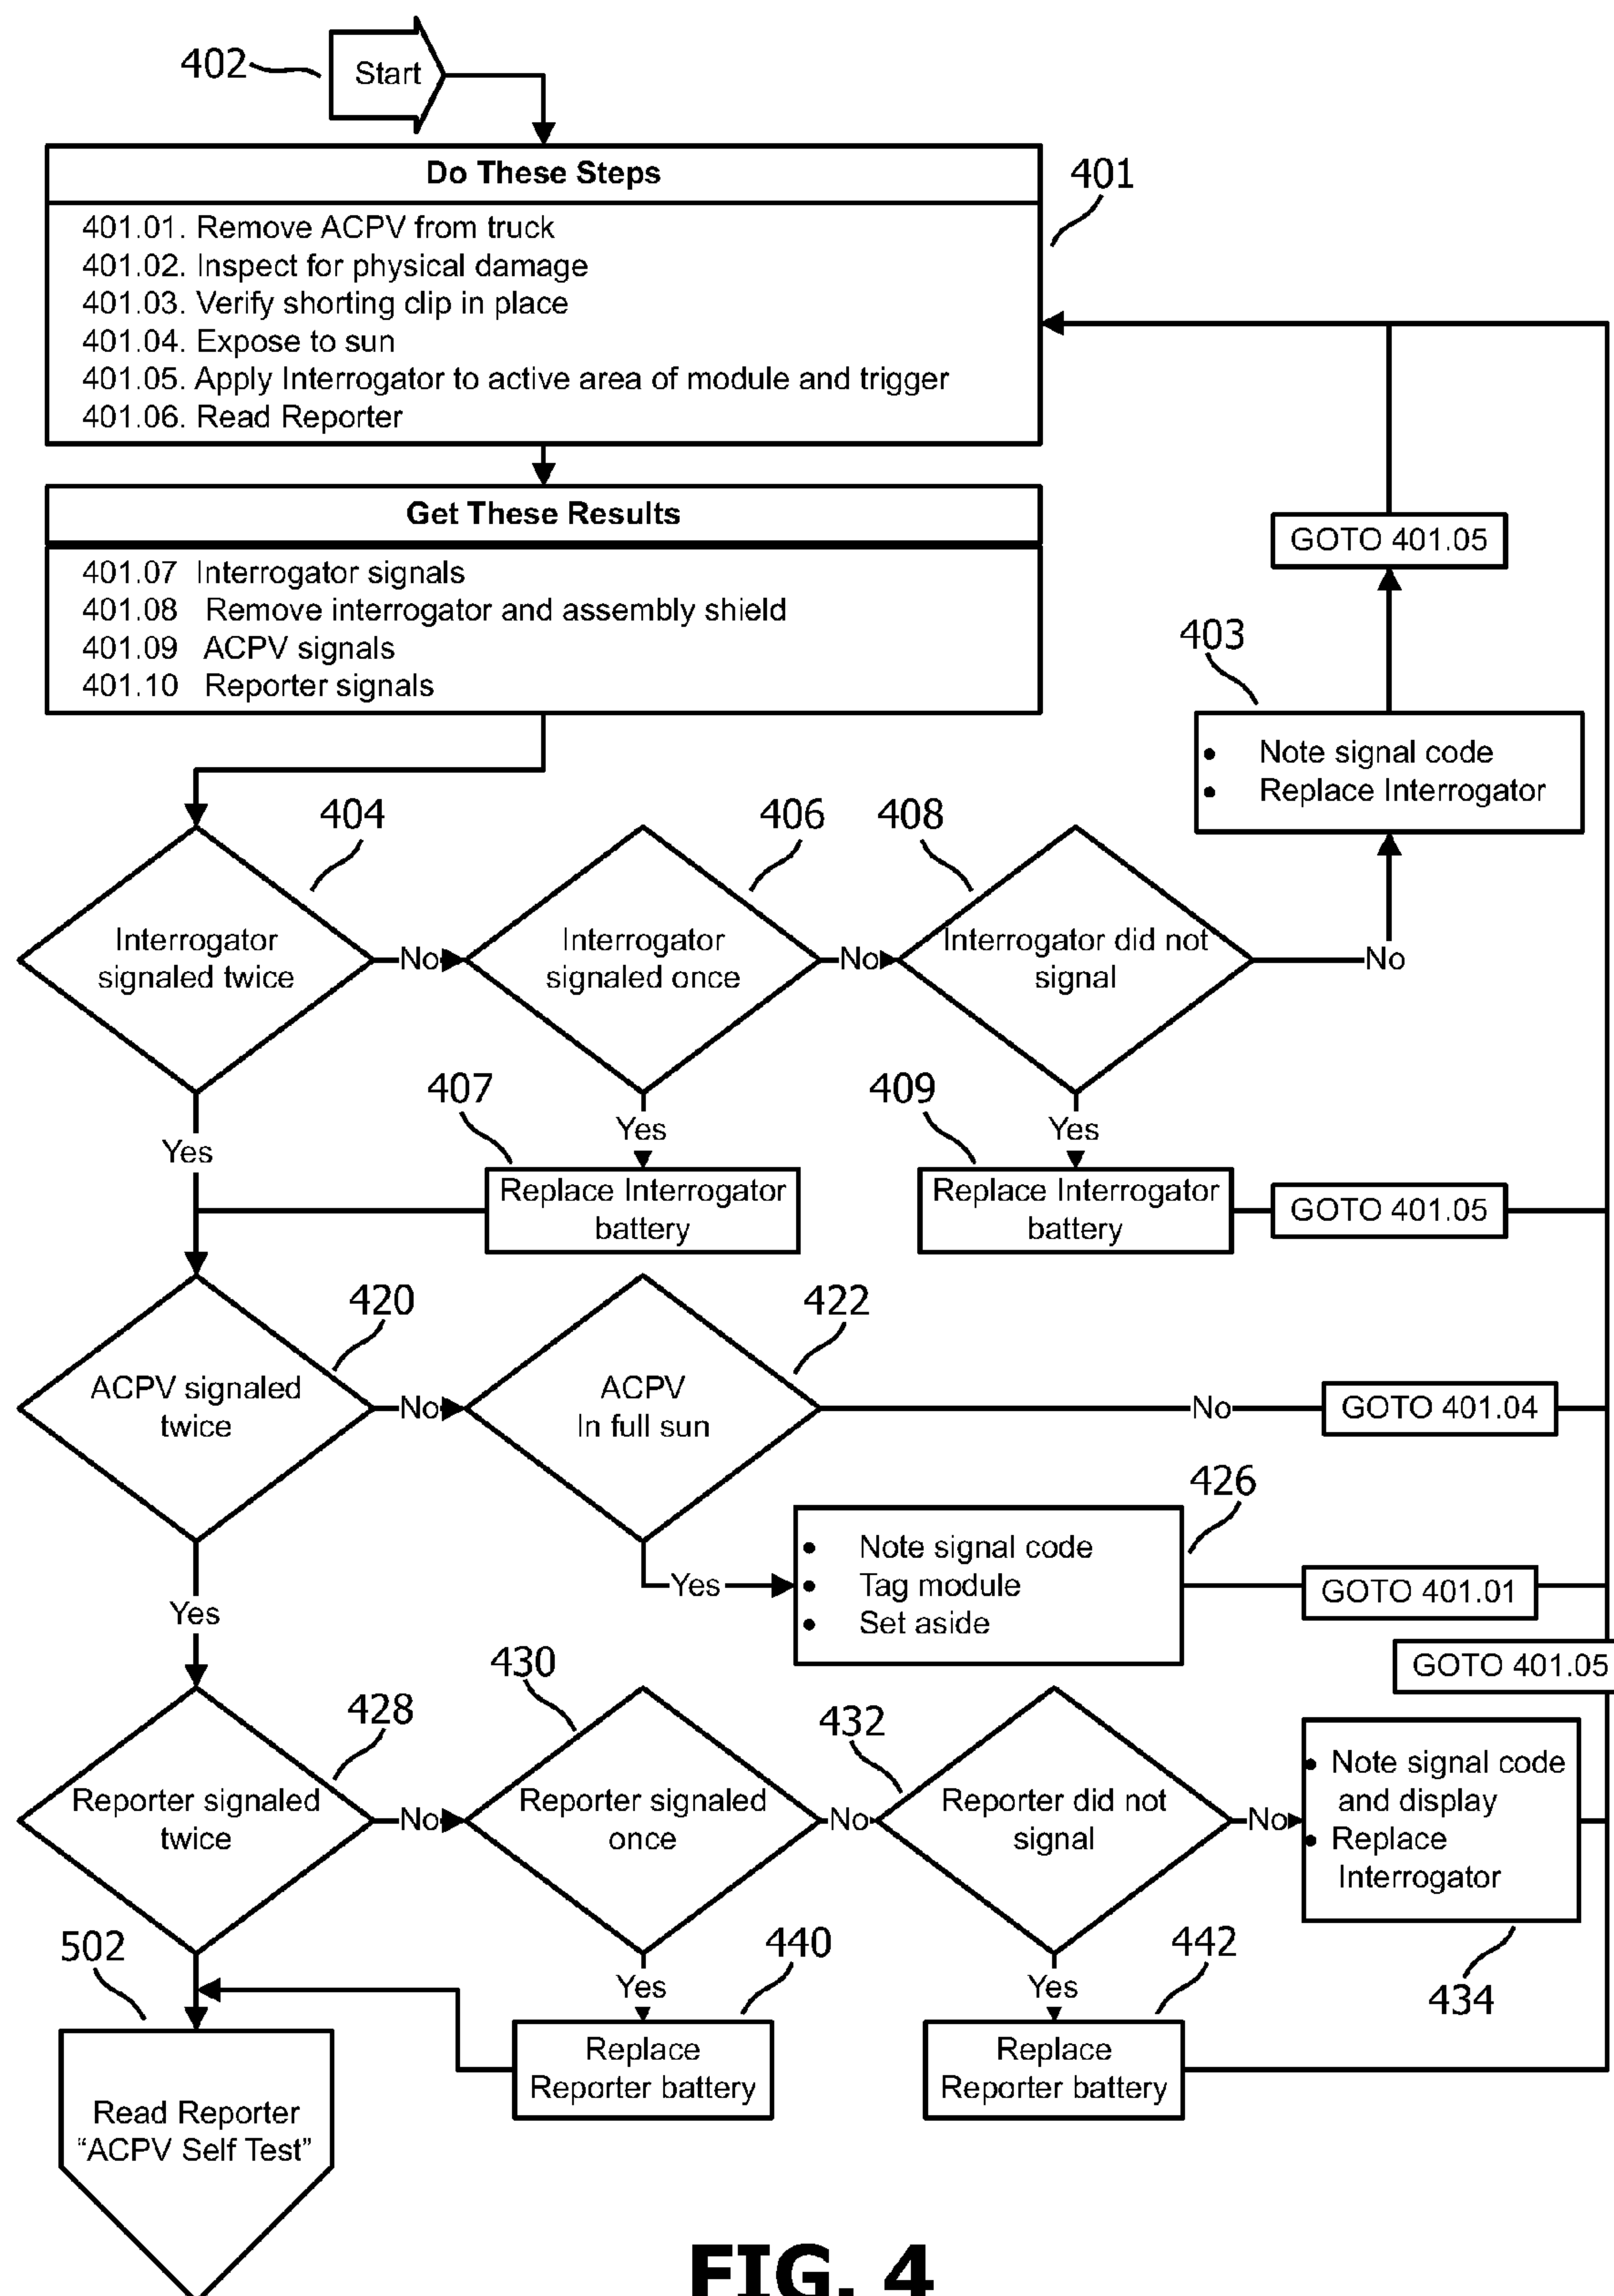 402
Start
Do These Steps
401
401.01. Remove ACPV from truck
401.02. Inspect for physical damage
401.03. Verify shorting clip in place
401.04. Expose to sun
401.05. Apply Interrogator to active area of module and trigger
401.06. Read Reporter
Get These Results
401.07 Interrogator signals
401.08 Remove interrogator and assembly shield
401.09 ACPV signals
401.10 Reporter signals
GOTO 401.05
403
• Note signal code
• Replace Interrogator
404
406
408
Interrogator
signaled twice
No
Interrogator
signaled once
No
Interrogator did not
signal
No
Yes
407
Yes
409
Yes
Replace Interrogator
battery
Replace Interrogator
battery
GOTO 401.05
420
422
ACPV signaled
twice
No
ACPV
In full sun
No
GOTO 401.04
426
Yes
• Note signal code
• Tag module
• Set aside
GOTO 401.01
Yes
GOTO 401.05
428
430
432
Reporter signaled
twice
No
Reporter signaled
once
No
Reporter did not
signal
No
• Note signal code
and display
• Replace
Interrogator
434
502
Yes
440
Yes
442
Replace
Reporter battery
Replace
Reporter battery
Read Reporter
“ACPV Self Test”
FIG. 4